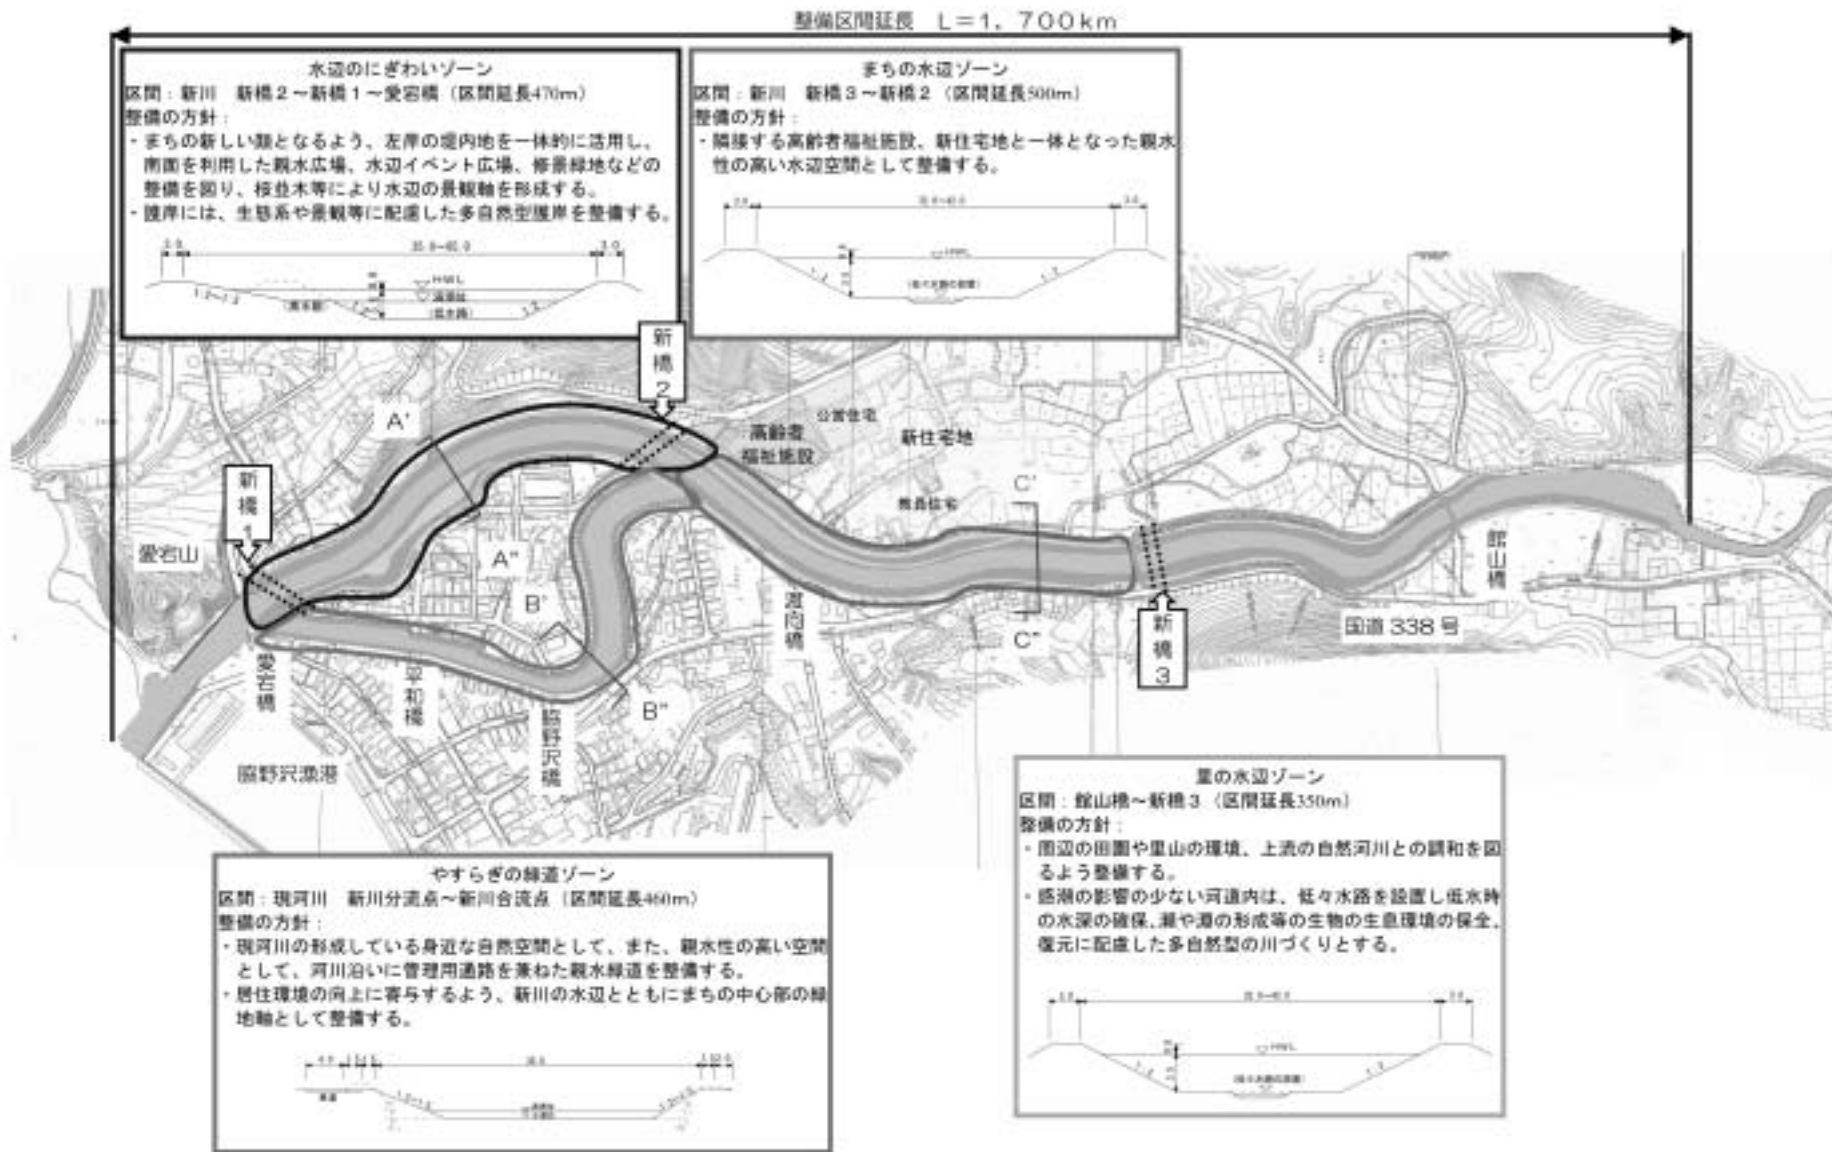 整備区間延長 L=1,700km
水辺のにぎわいゾーン
区間：新川 新橋2～新橋1～愛宕橋（区間延長470m）
整備の方針：
・まちの新しい顔となるよう、左岸の堤内地を一体的に活用し、
南面を利用した親水広場、水辺イベント広場、修景緑地などの
整備を図り、桜並木等により水辺の景観軸を形成する。
・護岸には、生態系や景観等に配慮した多自然型護岸を整備する。
3.0
3.0
HWL
(低水路)
まちの水辺ゾーン
区間：新川 新橋3～新橋2（区間延長500m）
整備の方針：
・隣接する高齢者福祉施設、新住宅地と一体となった親水
性の高い水辺空間として整備する。
3.0
3.0
HWL
新橋2
A'
公営住宅
高齢者
福祉施設
新住宅地
教員住宅
C'
新橋1
愛宕山
A"
B'
B"
C"
渡向橋
館山橋
国道338号
新橋3
愛宕橋
平和橋
脇野沢橋
脇野沢漁港
里の水辺ゾーン
区間：館山橋～新橋3（区間延長350m）
整備の方針：
・周辺の田園や里山の環境、上流の自然河川との調和を図
るよう整備する。
・感潮の影響の少ない河道内は、低々水路を設置し低水時
の水深の確保、瀬や淵の形成等の生物の生息環境の保全、
復元に配慮した多自然型の川づくりとする。
3.0
3.0
HWL
やすらぎの緑道ゾーン
区間：現河川 新川分流点～新川合流点（区間延長460m）
整備の方針：
・現河川の形成している身近な自然空間として、また、親水性の高い空間
として、河川沿いに管理用通路を兼ねた親水緑道を整備する。
・居住環境の向上に寄与するよう、新川の水辺とともにまちの中心部の緑
地軸として整備する。
4.0